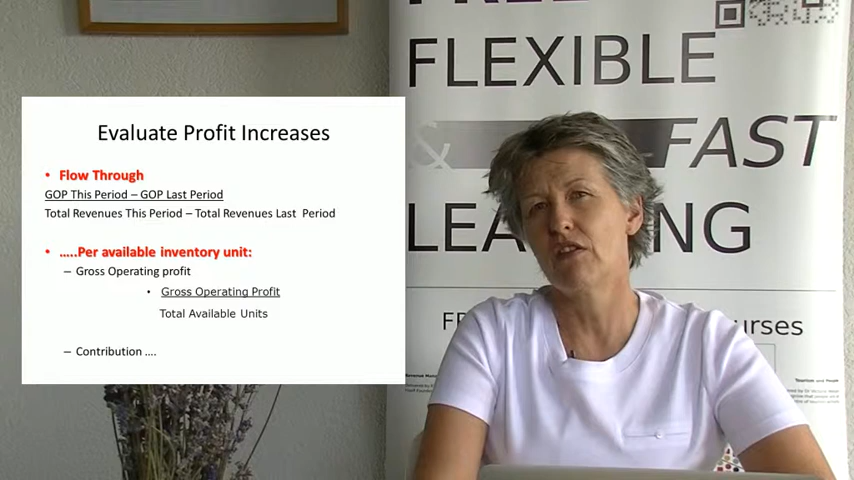 FREE
FLEXIBLE
& FAST
LEA NG
urses
Evaluate Profit Increases
• Flow Through
GOP This Period – GOP Last Period
Total Revenues This Period – Total Revenues Last Period
• …..Per available inventory unit:
– Gross Operating profit
• Gross Operating Profit
Total Available Units
– Contribution ….